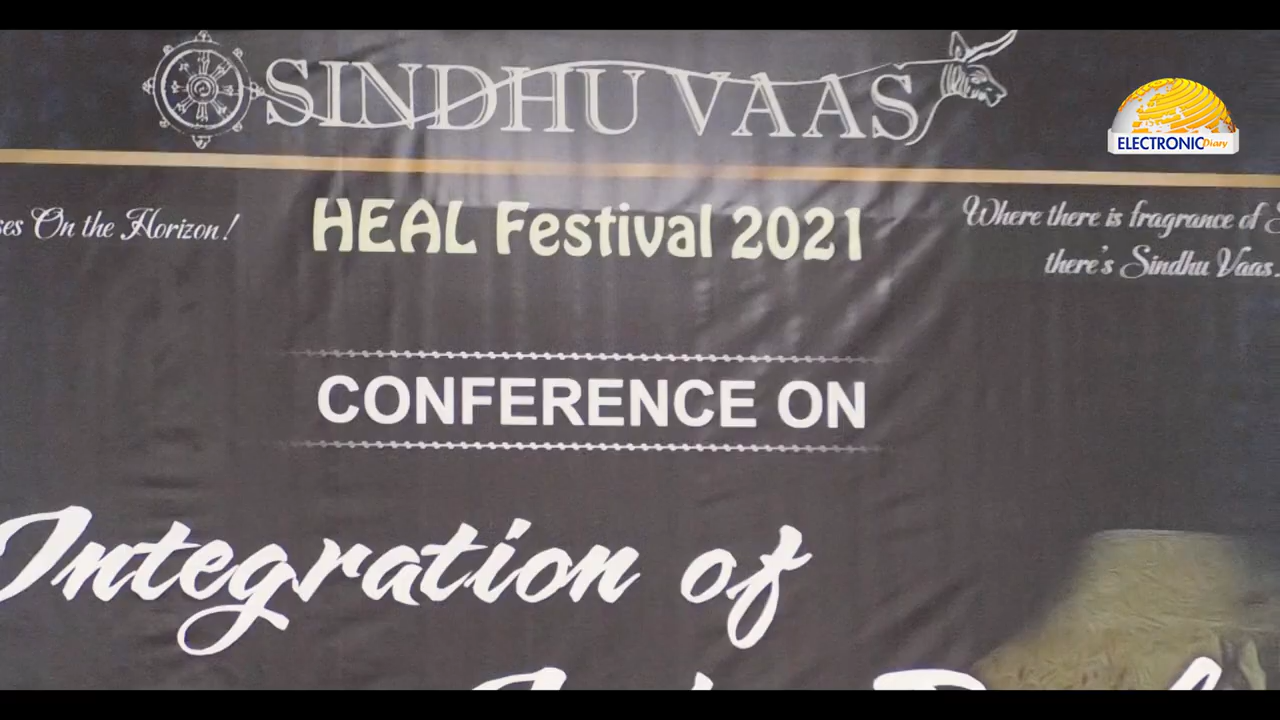 SINDHU VAAS
ELECTRONIC Diary
On the Horizon!
HEAL Festival 2021
Where there is fragrance of
there's Sindhu Vaas.
CONFERENCE ON
Integration of